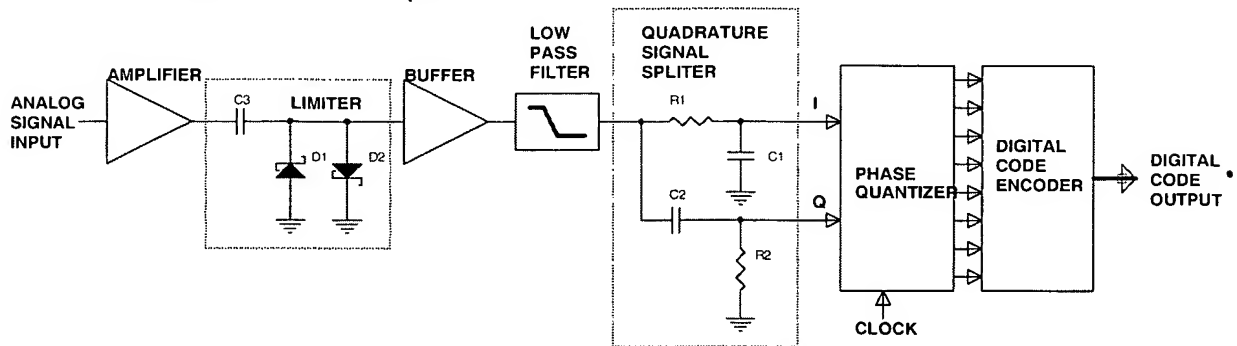 ANALOG
SIGNAL
INPUT
AMPLIFIER
C3
LIMITER
D1
D2
BUFFER
LOW
PASS
FILTER
QUADRATURE
SIGNAL
SPLITER
R1
C1
C2
R2
I
Q
PHASE
QUANTIZER
CLOCK
DIGITAL
CODE
ENCODER
DIGITAL
CODE
OUTPUT